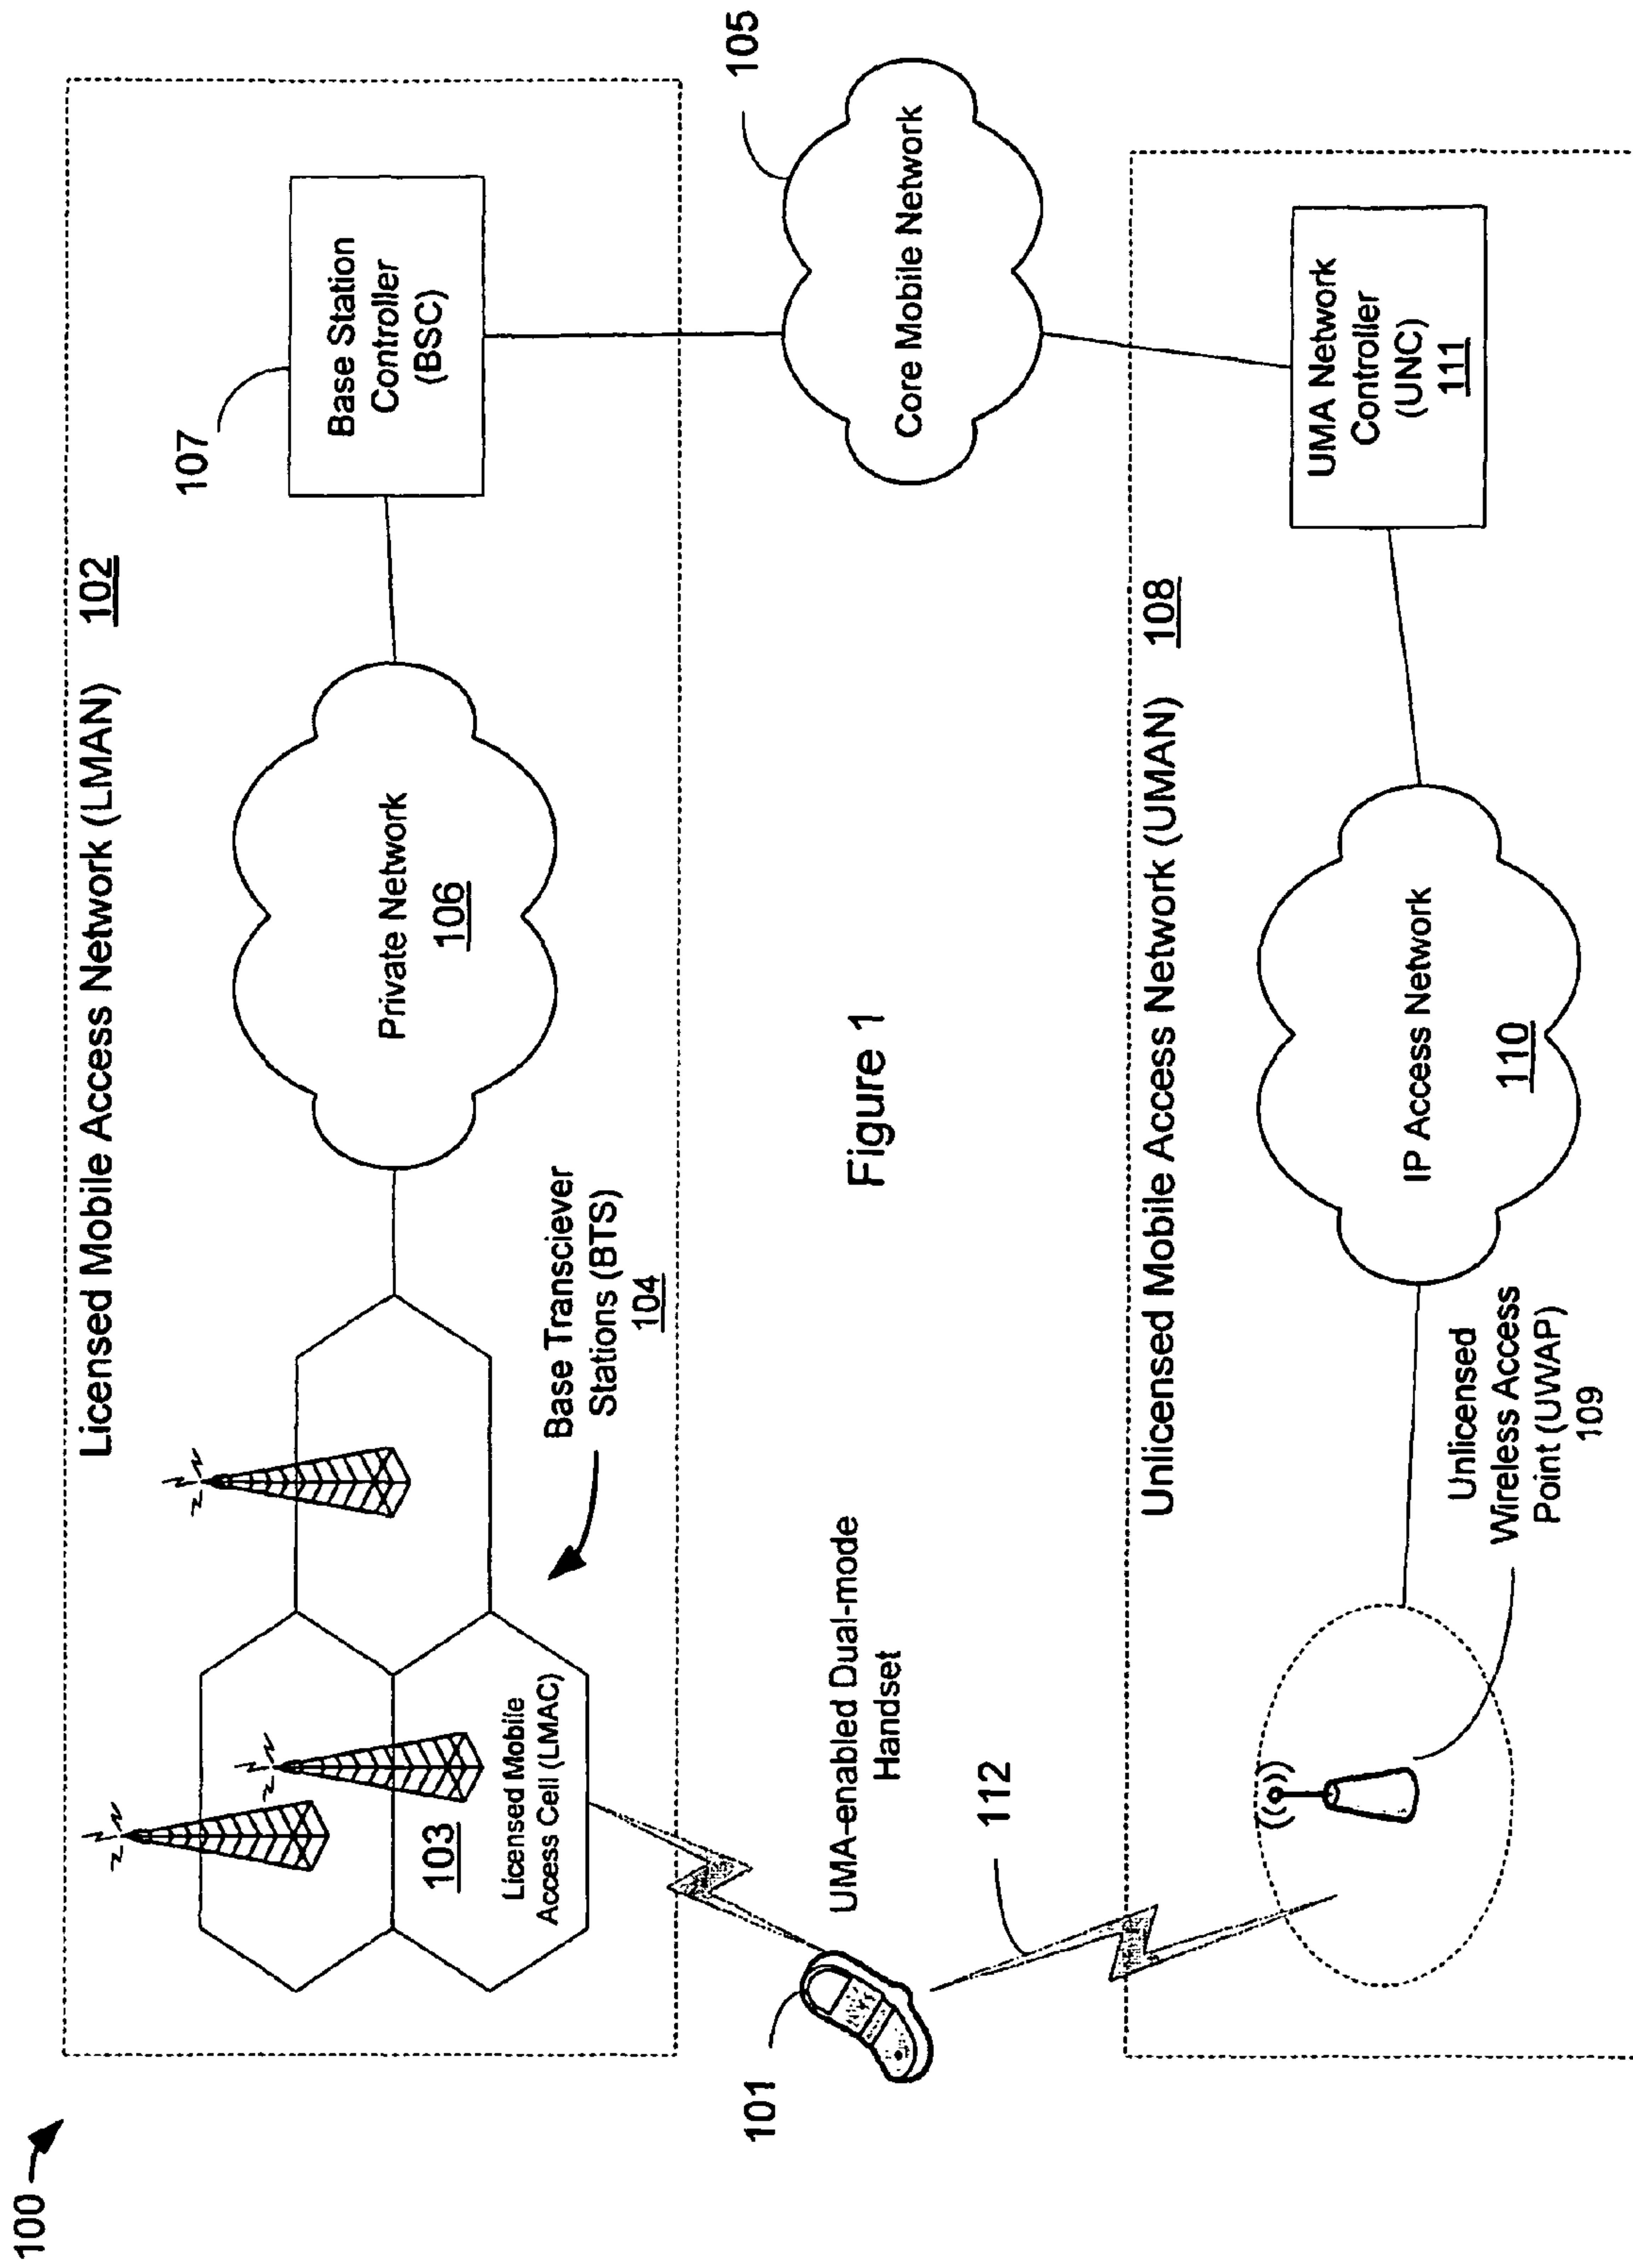 100
Licensed Mobile Access Network (LMAN) 102
107
Base Station
Controller
(BSC)
Private Network
106
103
Licensed Mobile
Access Cell (LMAC)
Base Transciever
Stations (BTS)
104
105
Core Mobile Network
101
UMA-enabled Dual-mode
Handset
112
Figure 1
Unlicensed Mobile Access Network (UMAN) 108
UMA Network
Controller
(UNC)
111
IP Access Network
110
Unlicensed
Wireless Access
Point (UWAP)
109